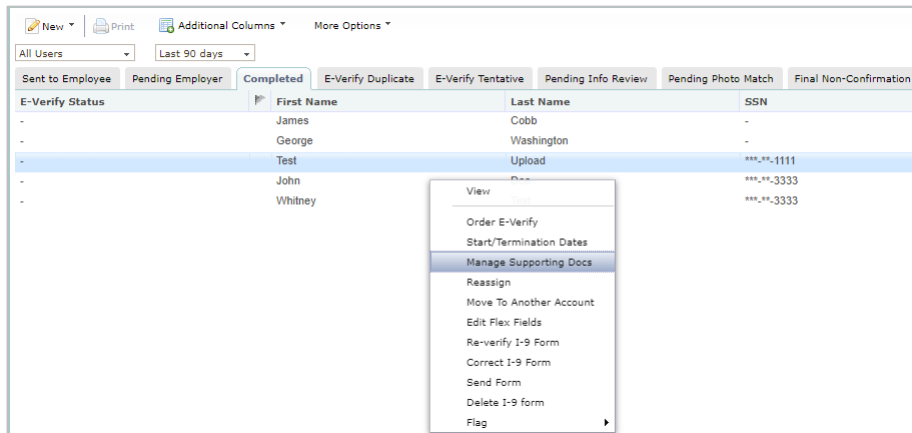 New Print Additional Columns More Options
All Users Last 90 days
Sent to Employee Pending Employer Completed E-Verify Duplicate E-Verify Tentative Pending Info Review Pending Photo Match Final Non-Confirmation
E-Verify Status First Name Last Name SSN
- James Cobb -
- George Washington -
- Test Upload ***-**-1111
- John ***-**-3333
- Whitney ***-**-3333
View
Order E-Verify
Start/Termination Dates
Manage Supporting Docs
Reassign
Move To Another Account
Edit Flex Fields
Re-verify I-9 Form
Correct I-9 Form
Send Form
Delete I-9 form
Flag